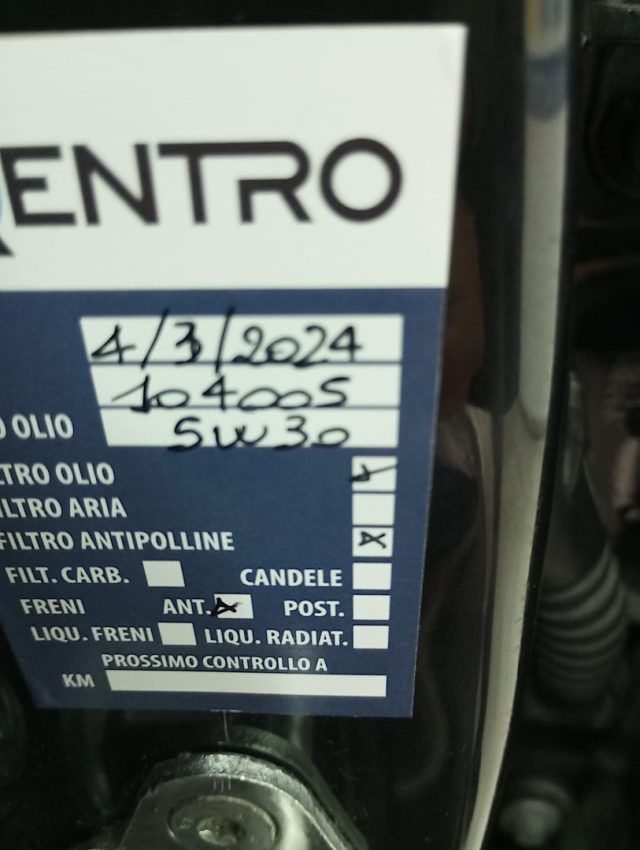 ENTRO
4/3/2024
104005
OLIO 5W30
TRO OLIO
LTRO ARIA
FILTRO ANTIPOLLINE
FILT. CARB. CANDELE
FRENI ANT. POST.
LIQU. FRENI LIQU. RADIAT.
PROSSIMO CONTROLLO A
KM